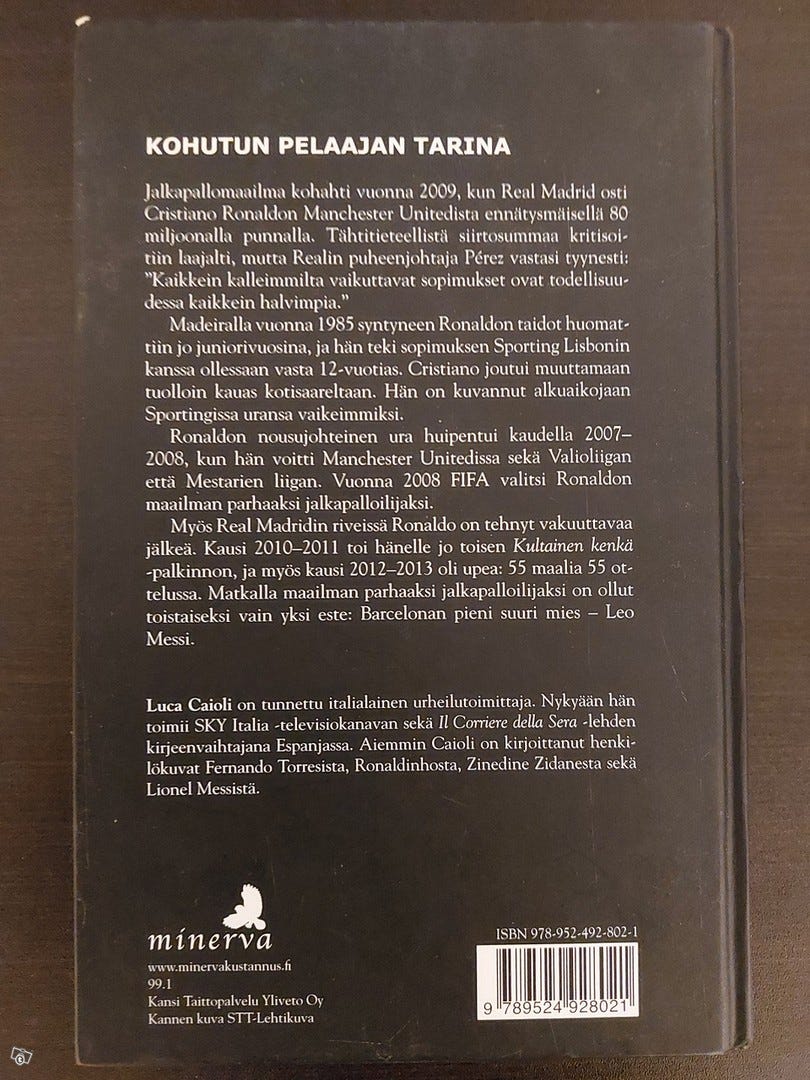 KOHUTUN PELAAJAN TARINA
Jalkapallomaailma kohahti vuonna 2009, kun Real Madrid osti
Cristiano Ronaldon Manchester Unitedista ennätysmäisellä 80
miljoonalla punnalla. Tähtitieteellistä siirtosummaa kritisoi-
tiin laajalti, mutta Realin puheenjohtaja Pérez vastasi tyynesti:
”Kaikkein kalleimmilta vaikuttavat sopimukset ovat todellisuu-
dessa kaikkein halvimpia.”
Madeiralla vuonna 1985 syntyneen Ronaldon taidot huomat-
tiin jo juniorivuosina, ja hän teki sopimuksen Sporting Lisbonin
kanssa ollessaan vasta 12-vuotias. Cristiano joutui muuttamaan
tuolloin kauas kotisaareltaan. Hän on kuvannut alkuaikojaan
Sportingissa uransa vaikeimmiksi.
Ronaldon nousujohteinen ura huipentui kaudella 2007–
2008, kun hän voitti Manchester Unitedissa sekä Valioliigan
että Mestarien liigan. Vuonna 2008 FIFA valitsi Ronaldon
maailman parhaaksi jalkapalloilijaksi.
Myös Real Madridin riveissä Ronaldo on tehnyt vakuuttavaa
jälkeä. Kausi 2010–2011 toi hänelle jo toisen Kultainen kenkä
-palkinnon, ja myös kausi 2012–2013 oli upea: 55 maalia 55 ot-
telussa. Matkalla maailman parhaaksi jalkapalloilijaksi on ollut
toistaiseksi vain yksi este: Barcelonan pieni suuri mies – Leo
Messi.
Luca Caioli on tunnettu italialainen urheilutoimittaja. Nykyään hän
toimii SKY Italia -televisiokanavan sekä Il Corriere della Sera -lehden
kirjeenvaihtajana Espanjassa. Aiemmin Caioli on kirjoittanut henki-
lökuvat Fernando Torresista, Ronaldinhosta, Zinedine Zidanesta sekä
Lionel Messistä.
minerva
www.minervakustannus.fi
99.1
Kansi Taittopalvelu Yliveto Oy
Kannen kuva STT-Lehtikuva
ISBN 978-952-492-802-1
9 789524 928021